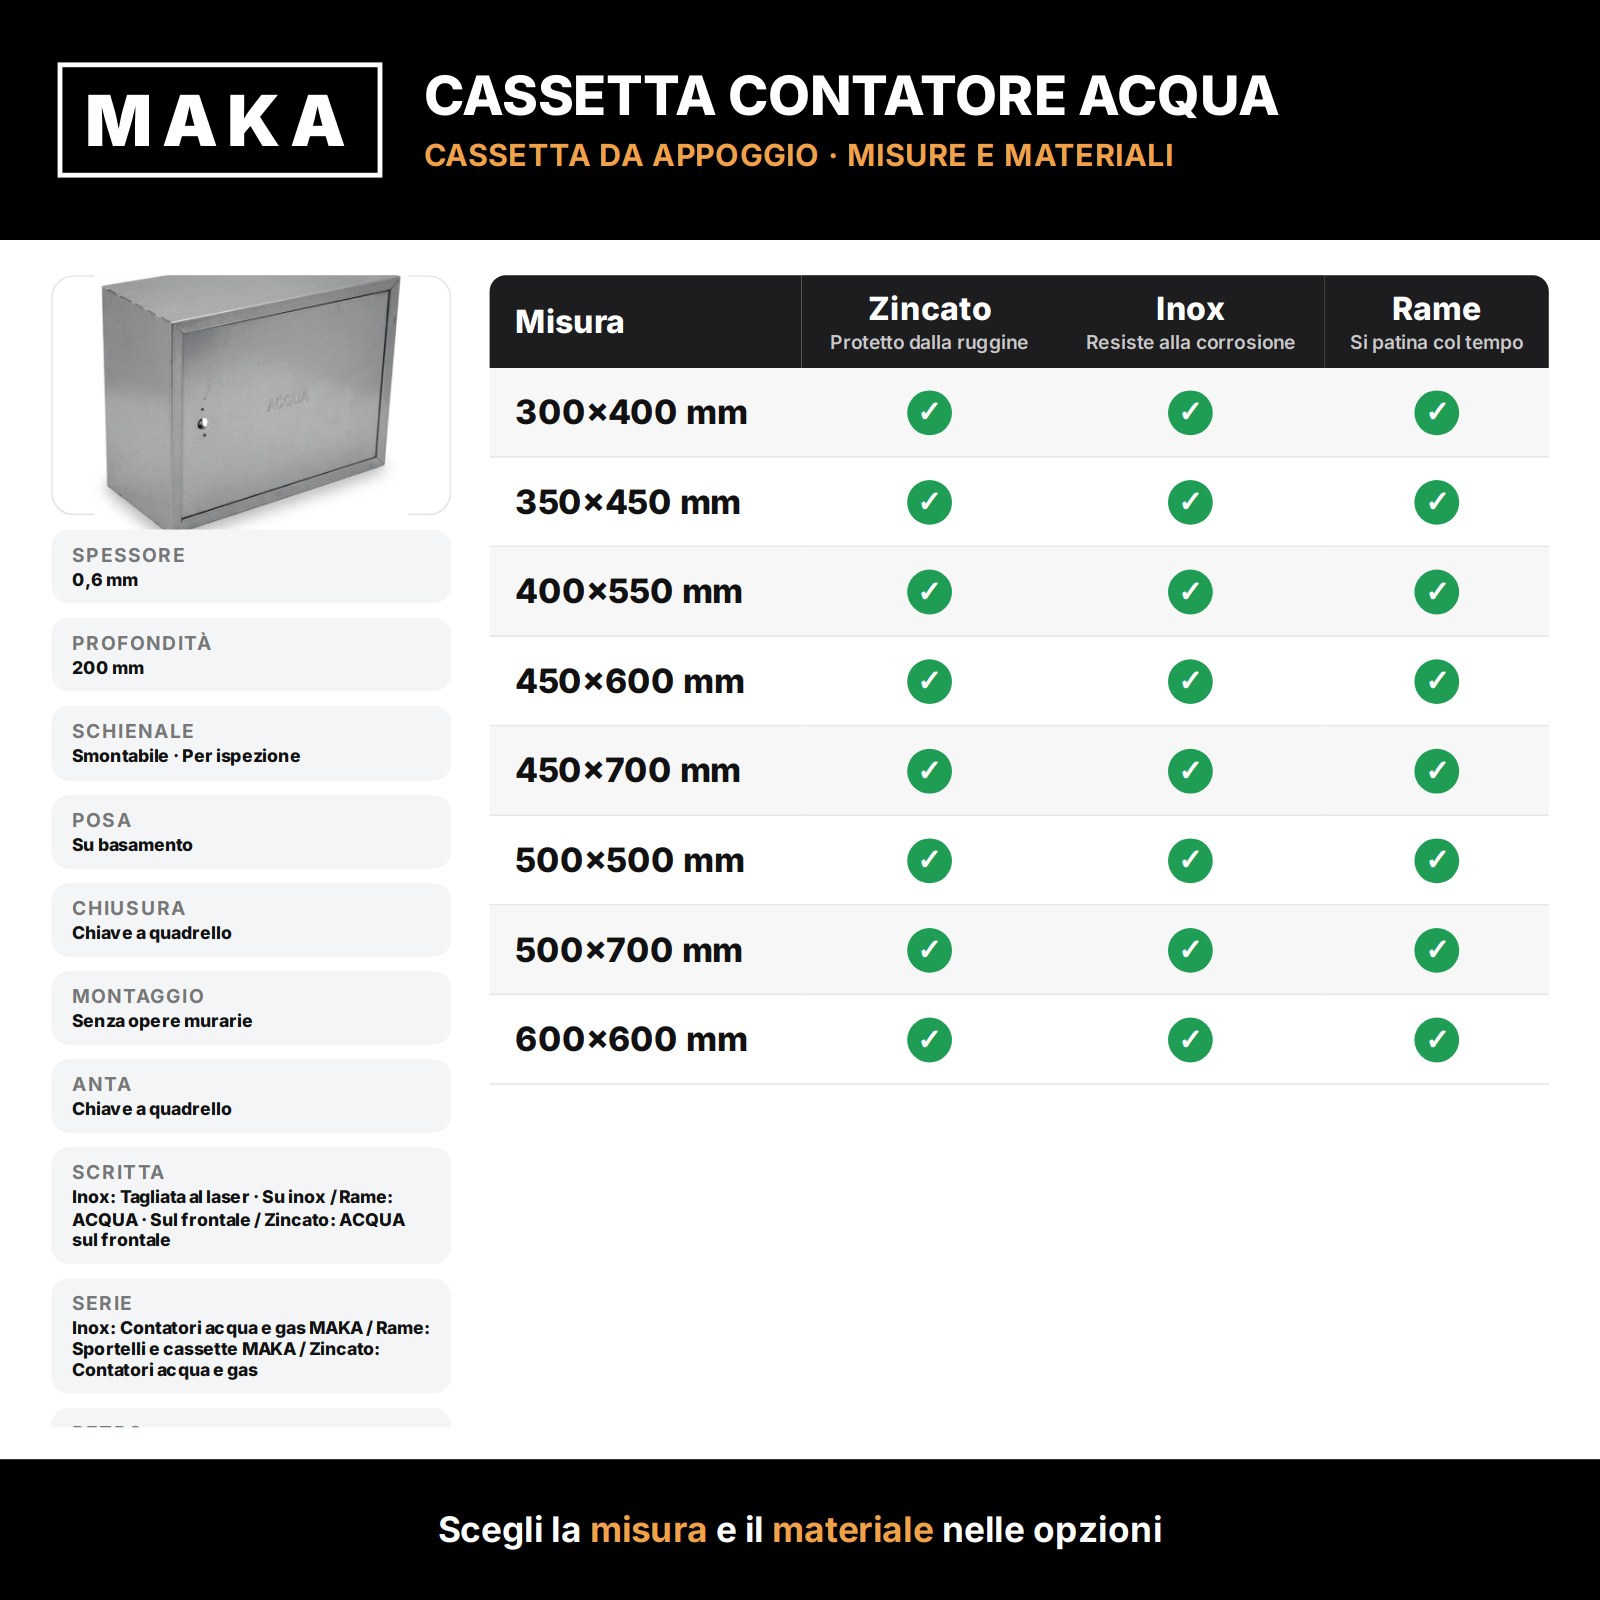 MAKA
CASSETTA CONTATORE ACQUA
CASSETTA DA APPOGGIO · MISURE E MATERIALI
ACQUA
SPESSORE
0,6 mm
PROFONDITÀ
200 mm
SCHIENALE
Smontabile · Per ispezione
POSA
Su basamento
CHIUSURA
Chiave a quadrello
MONTAGGIO
Senza opere murarie
ANTA
Chiave a quadrello
SCRITTA
Inox: Tagliata al laser · Su inox / Rame:
ACQUA · Sul frontale / Zincato: ACQUA
sul frontale
SERIE
Inox: Contatori acqua e gas MAKA / Rame:
Sportelli e cassette MAKA / Zincato:
Contatori acqua e gas
Misura Zincato Inox Rame
Protetto dalla ruggine Resiste alla corrosione Si patina col tempo
300×400 mm ✓ ✓ ✓
350×450 mm ✓ ✓ ✓
400×550 mm ✓ ✓ ✓
450×600 mm ✓ ✓ ✓
450×700 mm ✓ ✓ ✓
500×500 mm ✓ ✓ ✓
500×700 mm ✓ ✓ ✓
600×600 mm ✓ ✓ ✓
Scegli la misura e il materiale nelle opzioni